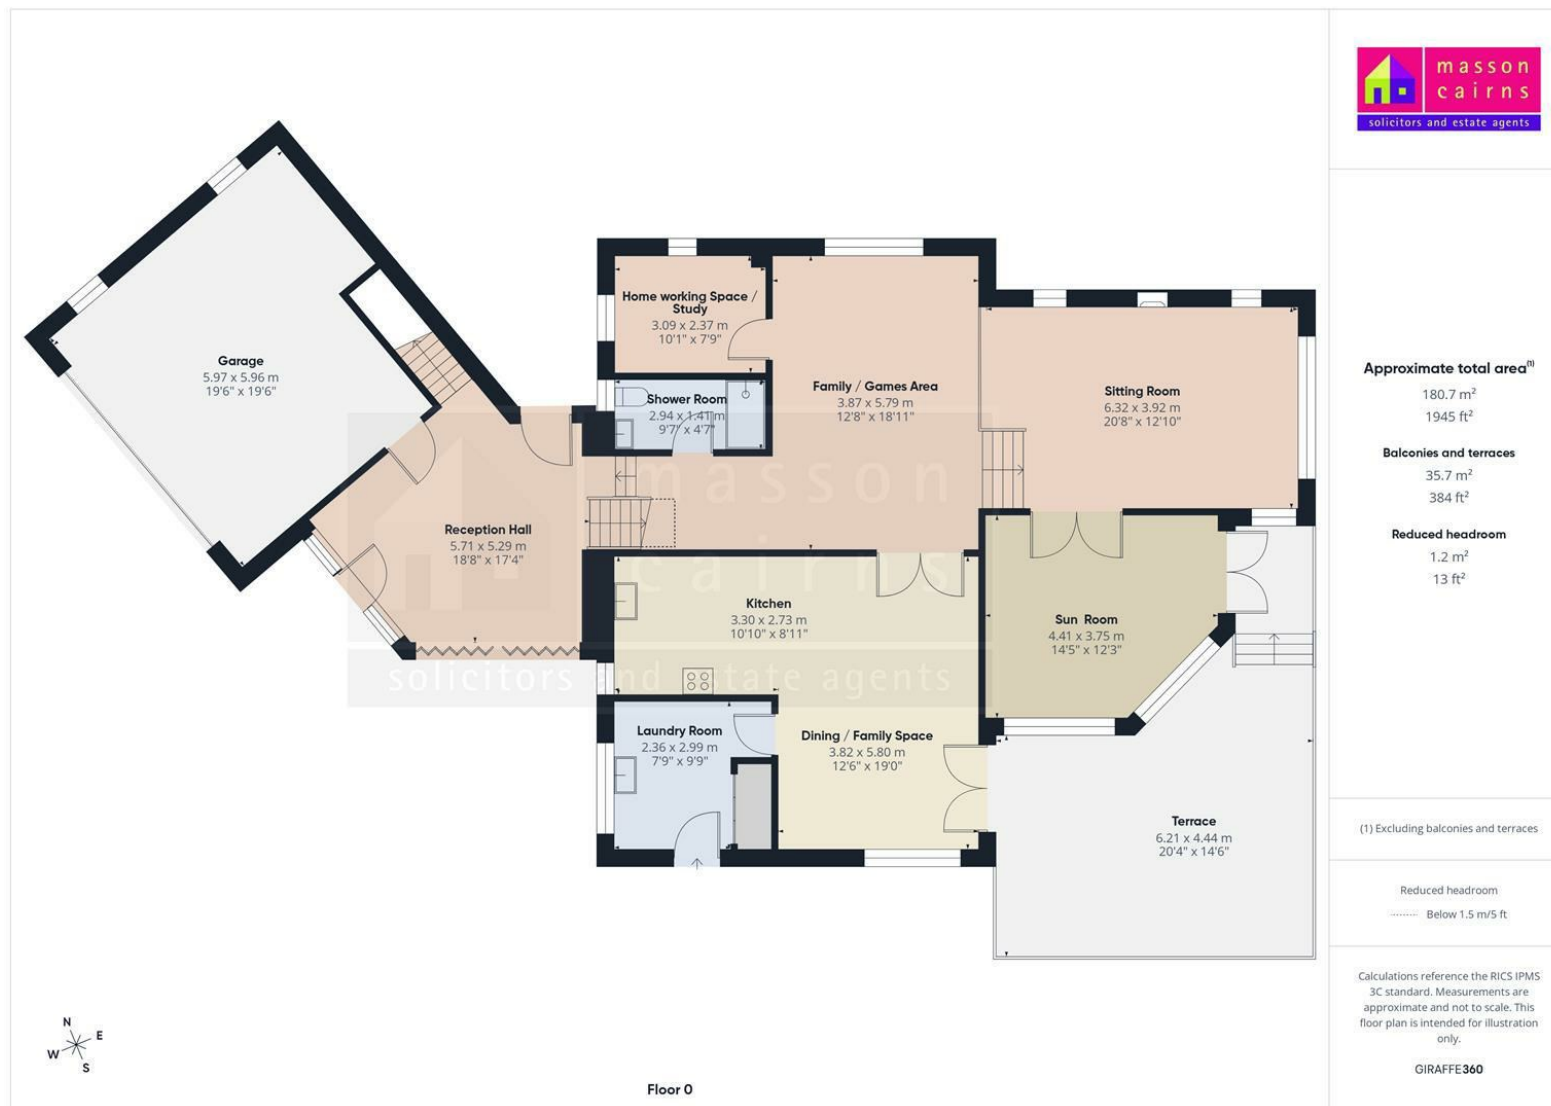 masson
cairns
solicitors and estate agents
Garage
5.97 x 5.96 m
19'6" x 19'6"
Home working Space /
Study
3.09 x 2.37 m
10'1" x 7'9"
Shower Room
2.94 x 1.41 m
9'7" x 4'7"
Family / Games Area
3.87 x 5.79 m
12'8" x 18'11"
Sitting Room
6.32 x 3.92 m
20'8" x 12'10"
Reception Hall
5.71 x 5.29 m
18'8" x 17'4"
masson
cairns
solicitors and estate agents
Kitchen
3.30 x 2.73 m
10'10" x 8'11"
Sun Room
4.41 x 3.75 m
14'5" x 12'3"
Laundry Room
2.36 x 2.99 m
7'9" x 9'9"
Dining / Family Space
3.82 x 5.80 m
12'6" x 19'0"
Terrace
6.21 x 4.44 m
20'4" x 14'6"
N
E
W
S
Floor 0
Approximate total area(1)
180.7 m²
1945 ft²
Balconies and terraces
35.7 m²
384 ft²
Reduced headroom
1.2 m²
13 ft²
(1) Excluding balconies and terraces
Reduced headroom
Below 1.5 m/5 ft
Calculations reference the RICS IPMS
3C standard. Measurements are
approximate and not to scale. This
floor plan is intended for illustration
only.
GIRAFFE360